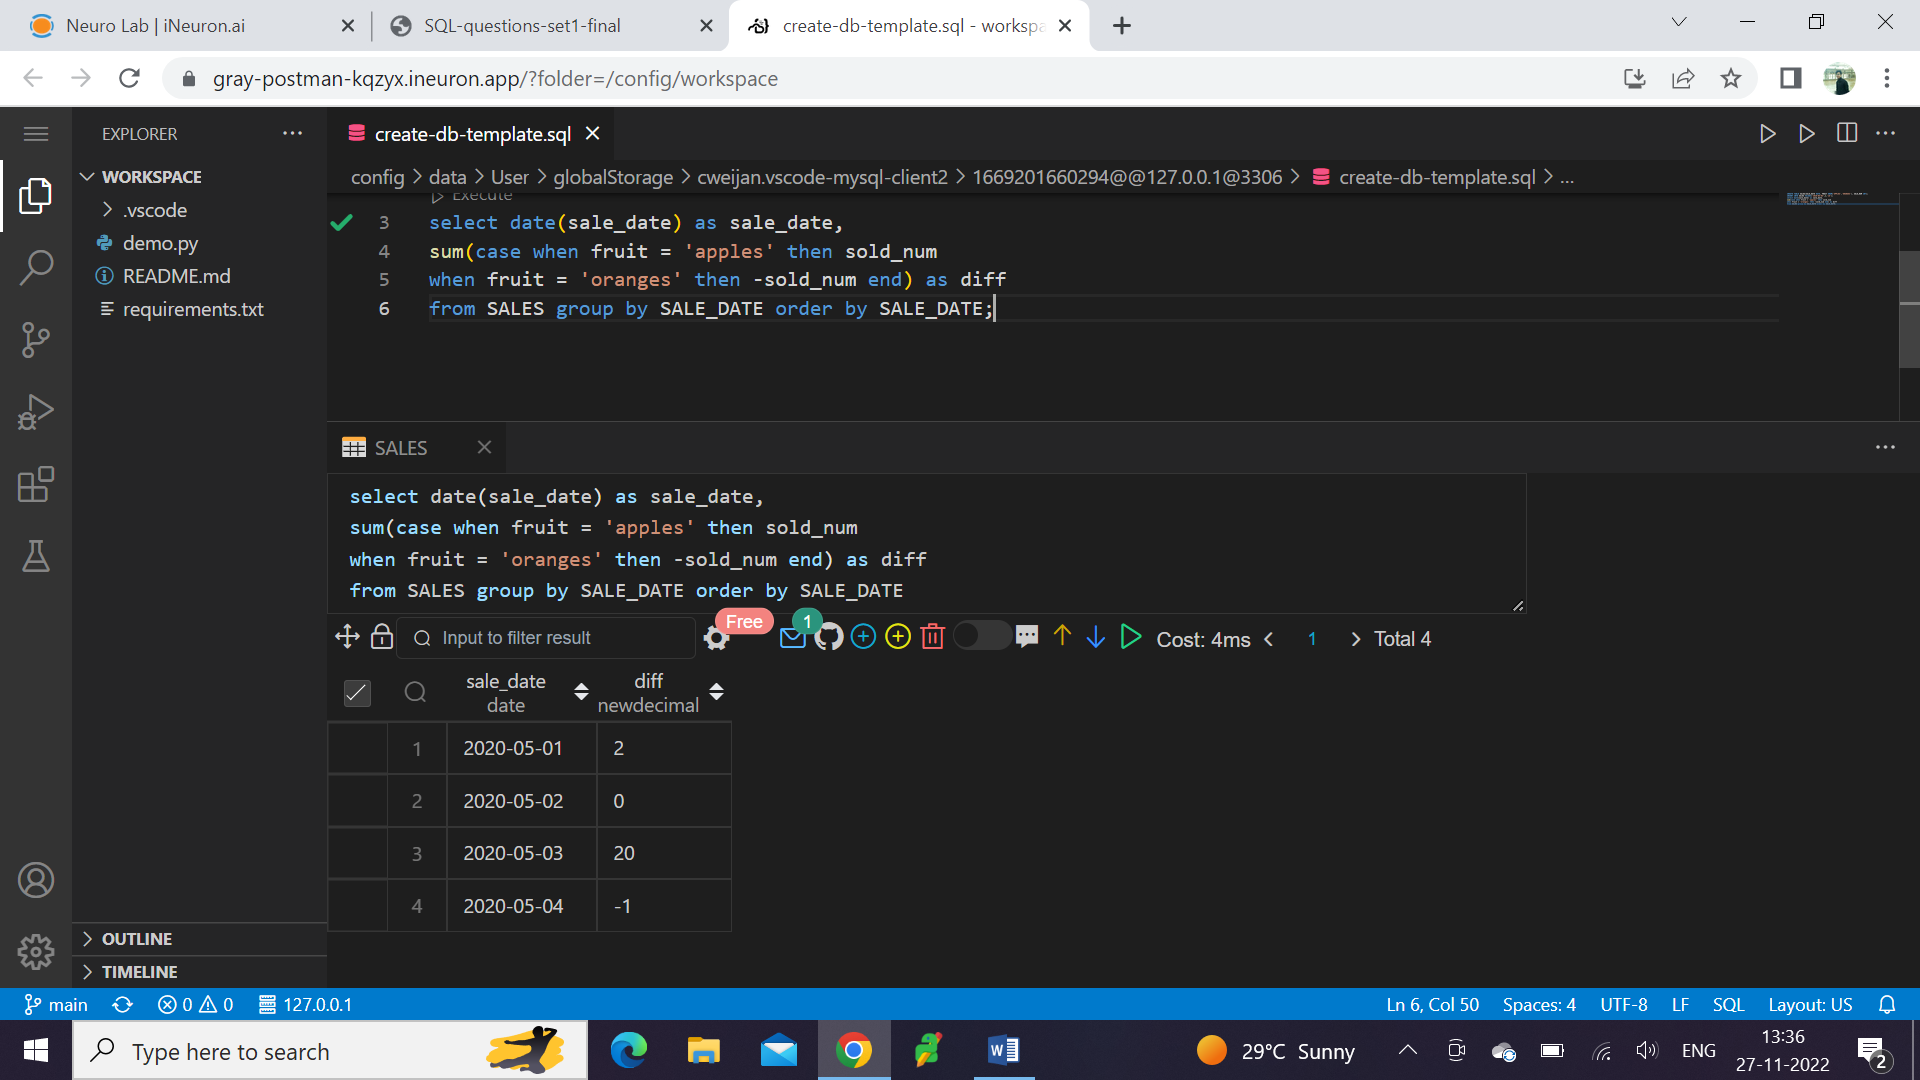 Neuro Lab | iNeuron.ai
SQL-questions-set1-final
create-db-template.sql - workspa
gray-postman-kqzyx.ineuron.app/?folder=/config/workspace
EXPLORER
create-db-template.sql
WORKSPACE
.vscode
demo.py
README.md
requirements.txt
config > data > User > globalStorage > cweijan.vscode-mysql-client2 > 1669201660294@@127.0.0.1@3306 > create-db-template.sql > ...
Execute
3 select date(sale_date) as sale_date,
4 sum(case when fruit = 'apples' then sold_num
5 when fruit = 'oranges' then -sold_num end) as diff
6 from SALES group by SALE_DATE order by SALE_DATE;
SALES
select date(sale_date) as sale_date,
sum(case when fruit = 'apples' then sold_num
when fruit = 'oranges' then -sold_num end) as diff
from SALES group by SALE_DATE order by SALE_DATE
Input to filter result
Free
1
Cost: 4ms < 1 > Total 4
sale_date diff
date newdecimal
1 2020-05-01 2
2 2020-05-02 0
3 2020-05-03 20
4 2020-05-04 -1
OUTLINE
TIMELINE
main 0 0 127.0.0.1
Ln 6, Col 50 Spaces: 4 UTF-8 LF SQL Layout: US
Type here to search
29°C Sunny
ENG
13:36
27-11-2022
2